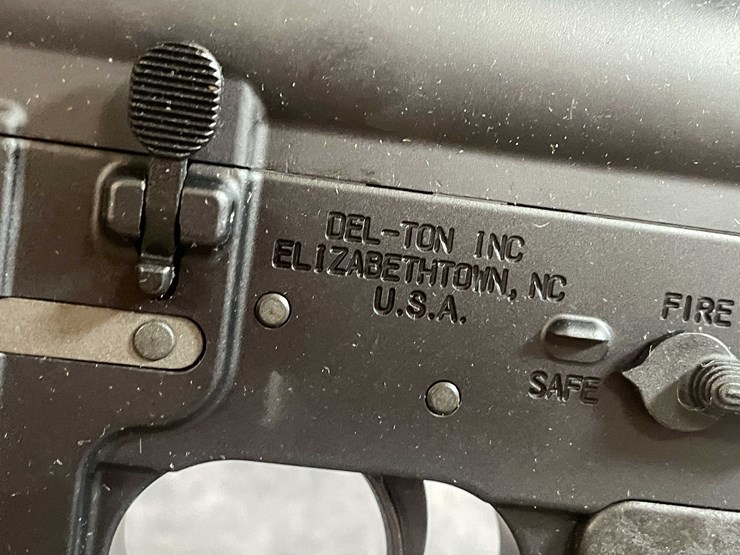 DEL-TON INC
ELIZABETHTOWN, NC
U.S.A.
FIRE
SAFE